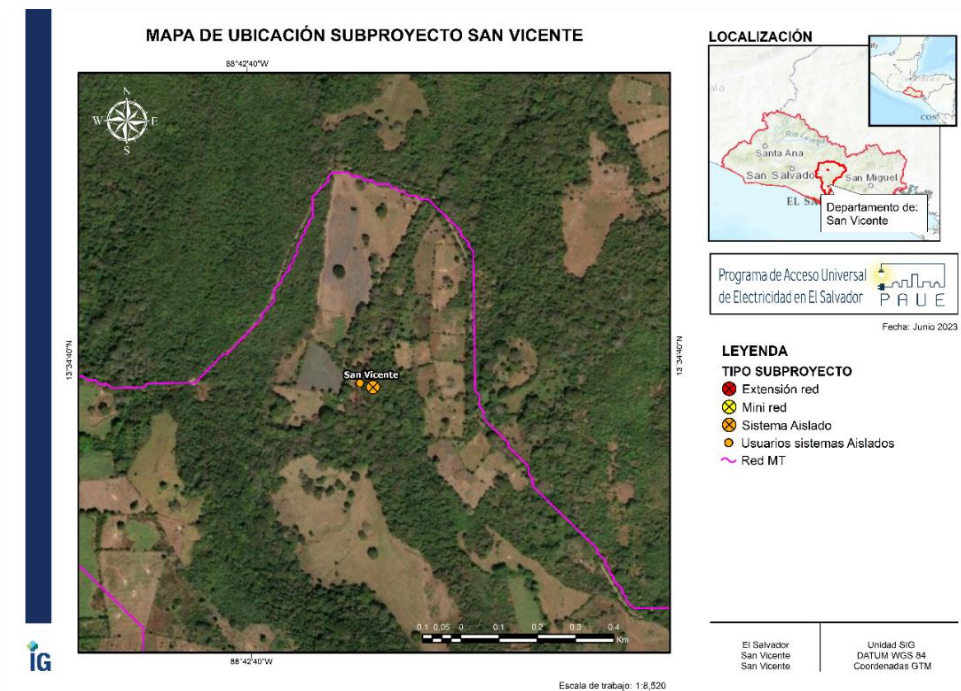 MAPA DE UBICACIÓN SUBPROYECTO SAN VICENTE
88°42'40"W
N
W
E
S
13°34'40"N
13°34'40"N
San Vicente
0.1 0.05 0 0.1 0.2 0.3 0.4
Km
88°42'40"W
Escala de trabajo: 1:8,520
IG
LOCALIZACIÓN
COS
Rio Lempa
Santa Ana
San Salvado
San Miguel
EL SA
Departamento de:
San Vicente
Programa de Acceso Universal
de Electricidad en El Salvador
PAUE
Fecha: Junio 2023
LEYENDA
TIPO SUBPROYECTO
Extensión red
Mini red
Sistema Aislado
Usuarios sistemas Aislados
Red MT
El Salvador
San Vicente
San Vicente
Unidad SIG
DATUM WGS 84
Coordenadas GTM